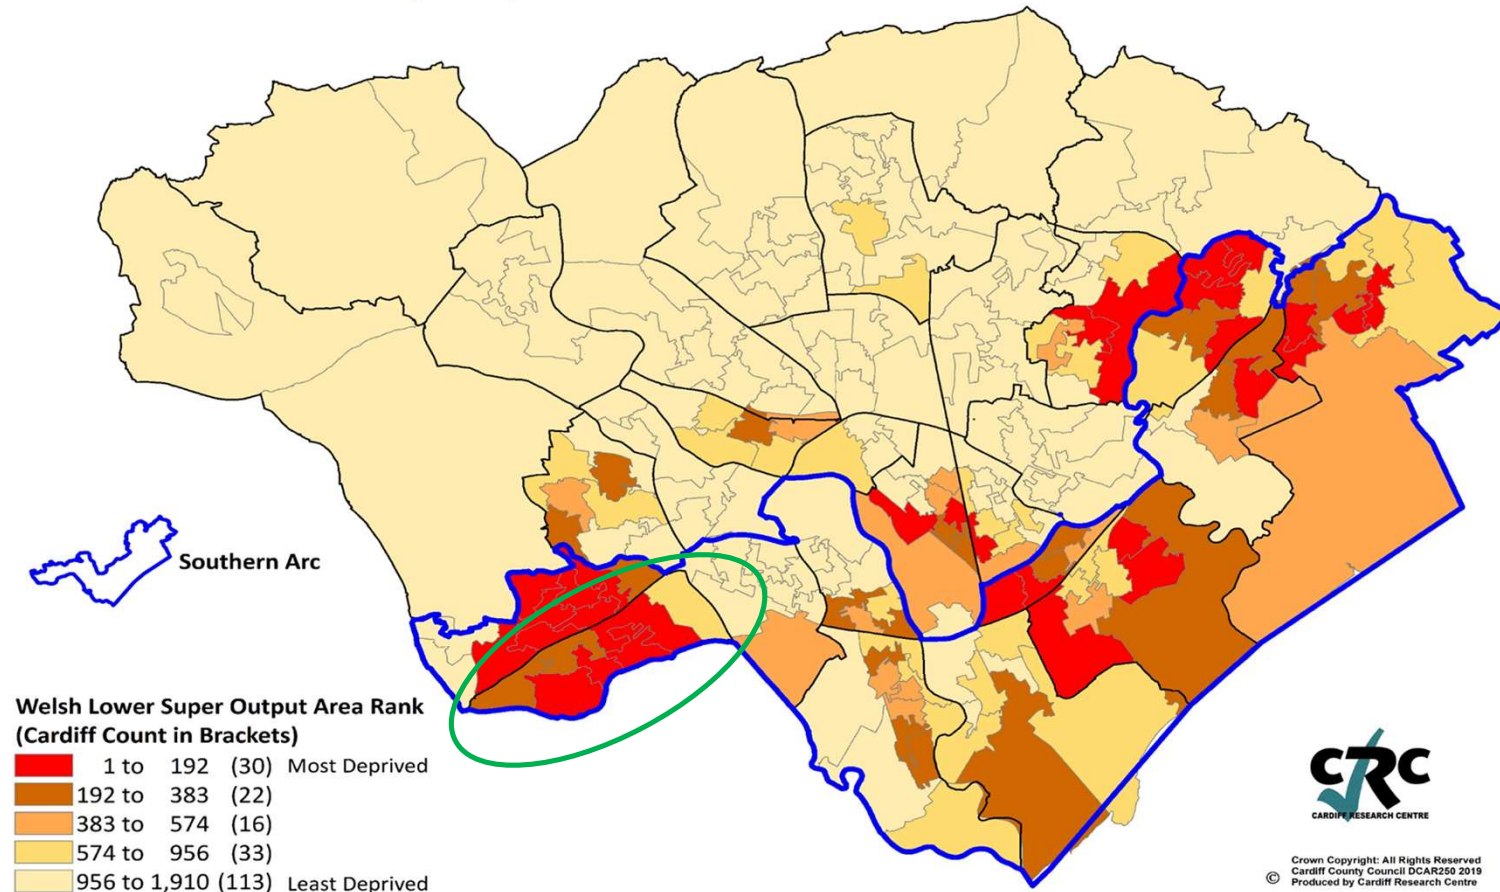 Southern Arc
Welsh Lower Super Output Area Rank
(Cardiff Count in Brackets)
1 to 192 (30) Most Deprived
192 to 383 (22)
383 to 574 (16)
574 to 956 (33)
956 to 1,910 (113) Least Deprived
CRC
CARDIFF RESEARCH CENTRE
Crown Copyright: All Rights Reserved
Cardiff County Council DCAR250 2019
© Produced by Cardiff Research Centre